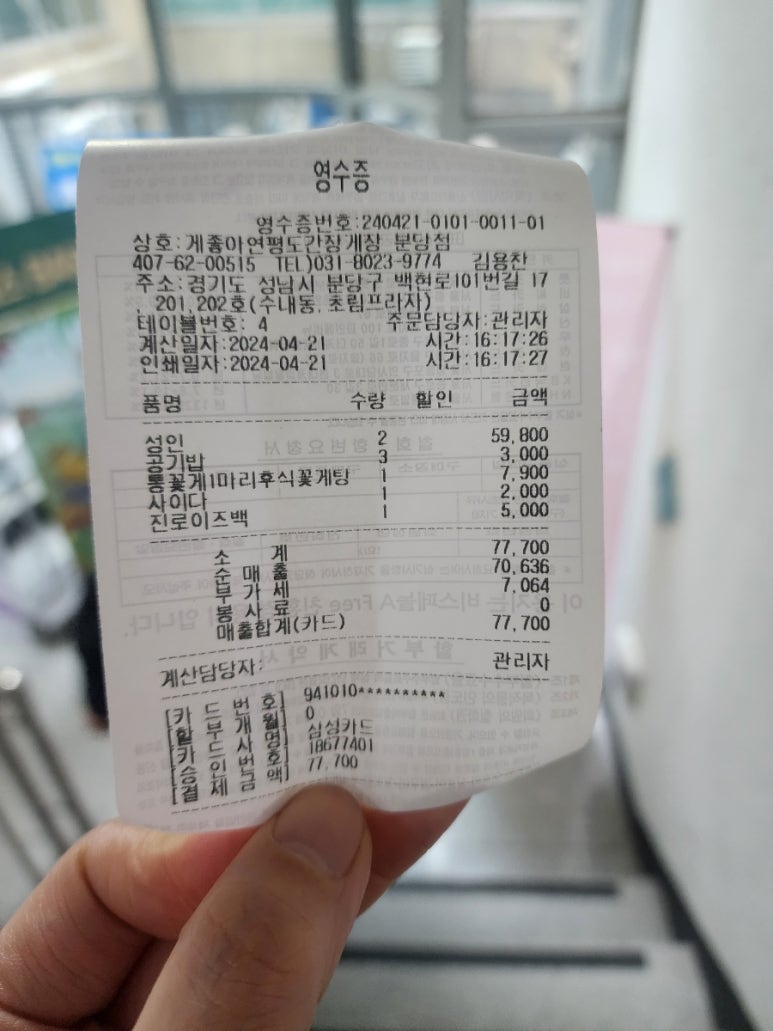 영수증
영수증번호:240421-0101-0011-01
상호:게좋아연평도간장게장 분당점
407-62-00515 TEL)031-8023-9774 김용찬
주소:경기도 성남시 분당구 백현로101번길 17
, 201,202호(수내동, 초림프라자)
테이블번호: 4 주문담당자:관리자
계산일자:2024-04-21 시간:16:17:26
인쇄일자:2024-04-21 시간:16:17:27
품명 수량 할인 금액
성인 2 59,800
공기밥 3 3,000
통꽃게1마리후식꽃게탕 1 7,900
사이다 1 2,000
진로이즈백 1 5,000
소 계 77,700
순 매 출 70,636
부 가 세 7,064
봉 사 료 0
매출합계(카드) 77,700
계산담당자: 관리자
[카 드 번 호] 941010**********
[할 부 개 월] 0
[카 드 사 명] 삼성카드
[승 인 번 호] 18677401
[결 제 금 액] 77,700